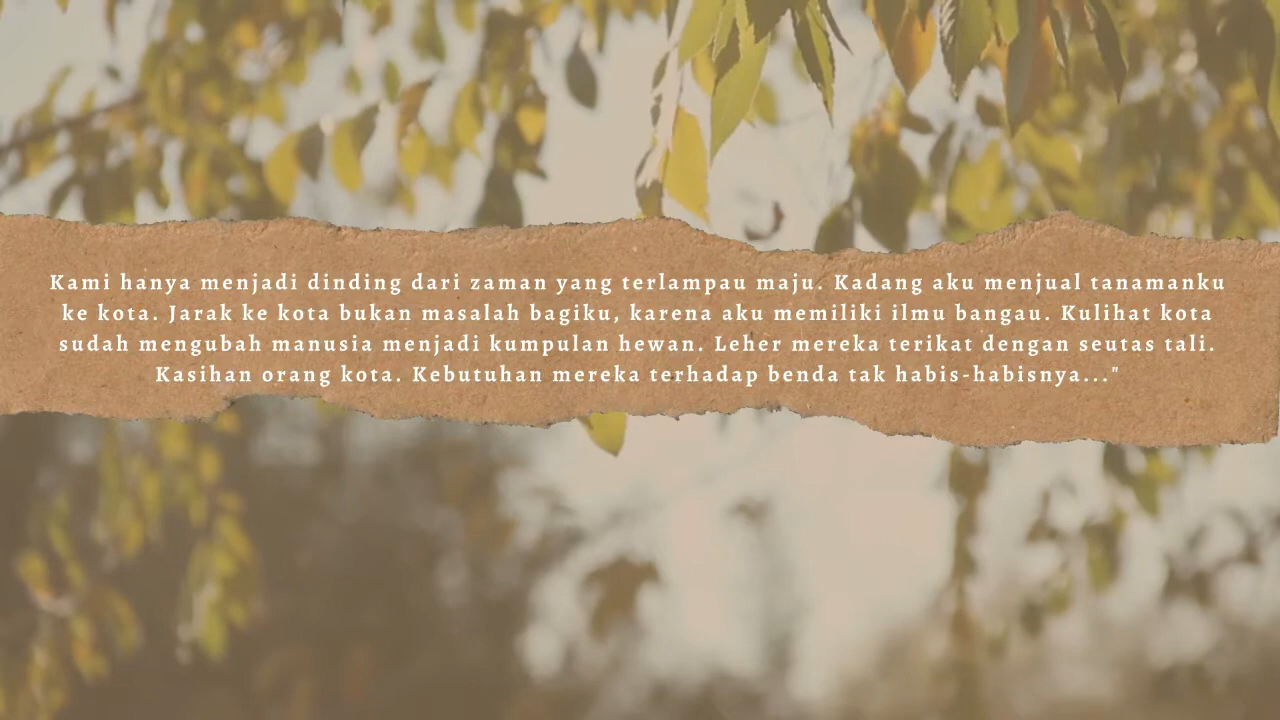 Kami hanya menjadi dinding dari zaman yang terlampau maju. Kadang aku menjual tanamanku
ke kota. Jarak ke kota bukan masalah bagiku, karena aku memiliki ilmu bangau. Kulihat kota
sudah mengubah manusia menjadi kumpulan hewan. Leher mereka terikat dengan seutas tali.
Kasihan orang kota. Kebutuhan mereka terhadap benda tak habis-habisnya..."